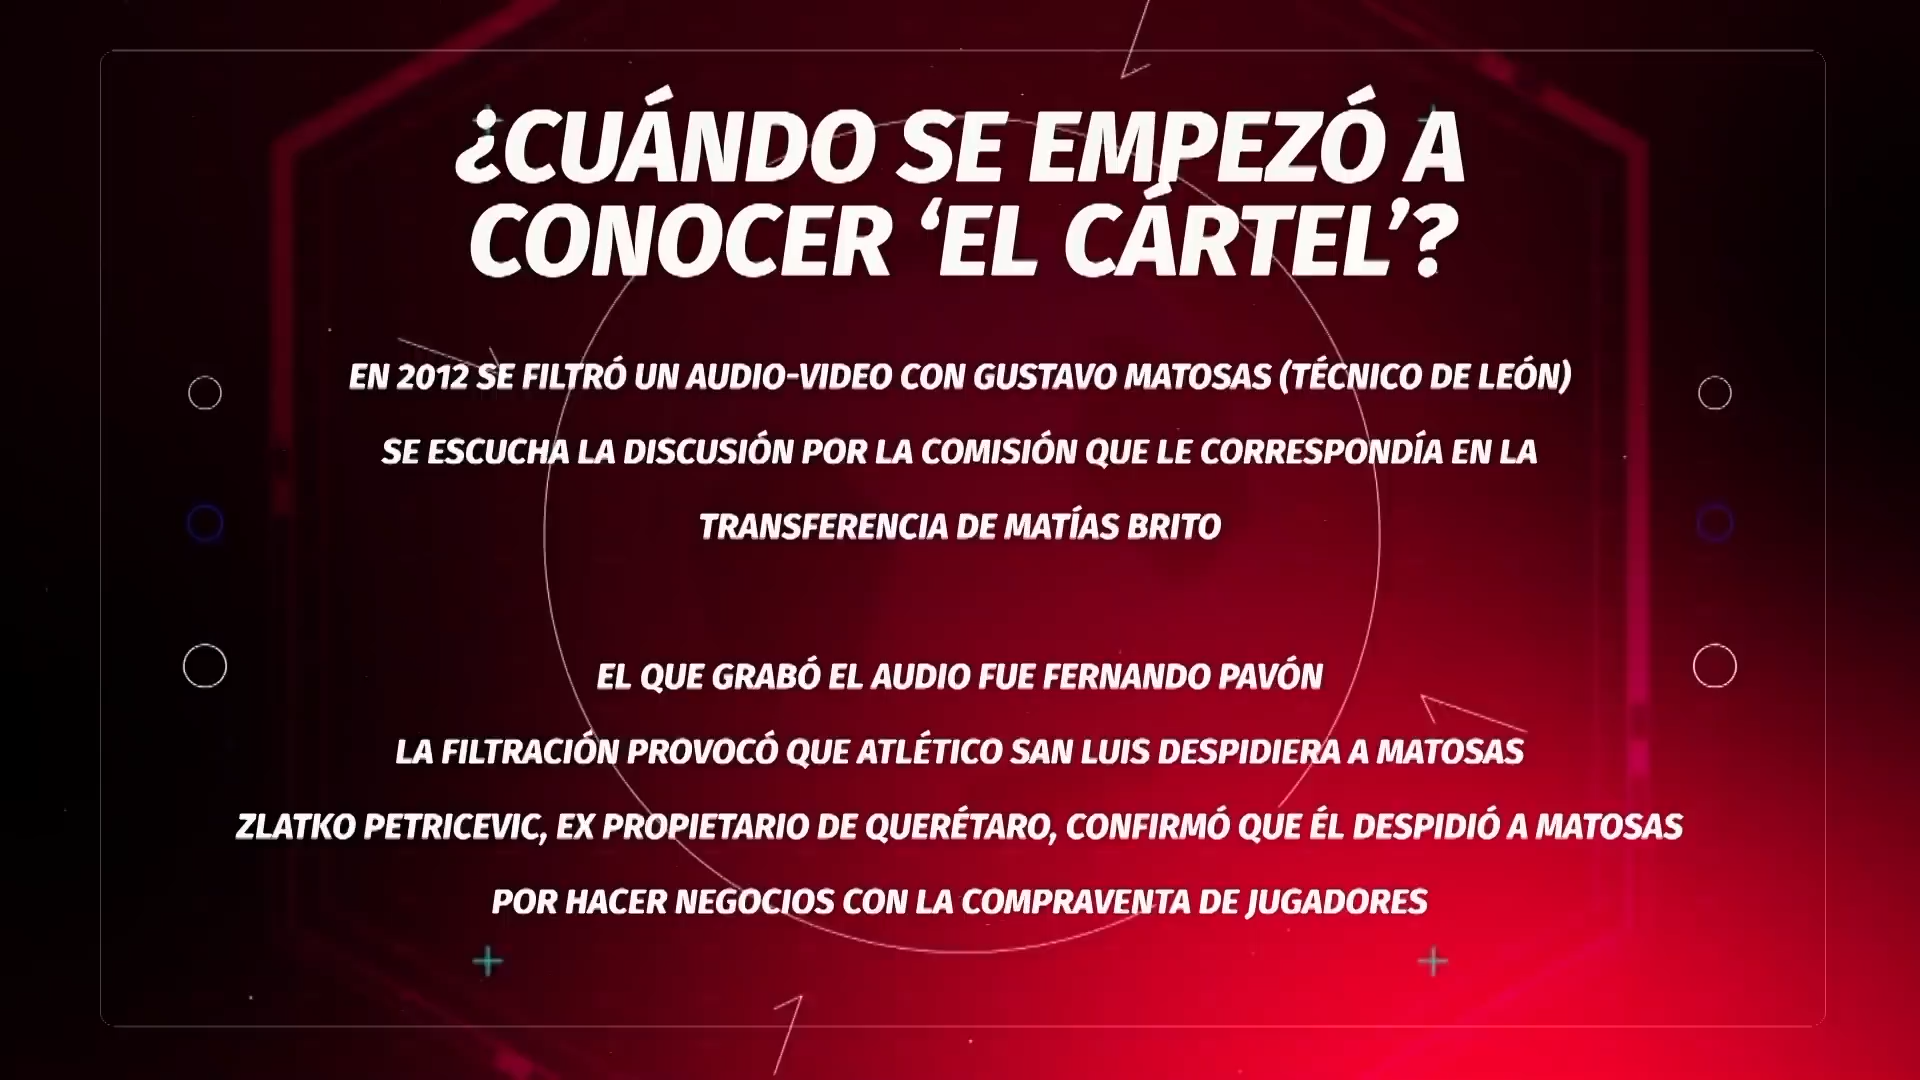 ¿CUÁNDO SE EMPEZÓ A
CONOCER ‘EL CÁRTEL’?
EN 2012 SE FILTRÓ UN AUDIO-VIDEO CON GUSTAVO MATOSAS (TÉCNICO DE LEÓN)
SE ESCUCHA LA DISCUSIÓN POR LA COMISIÓN QUE LE CORRESPONDÍA EN LA
TRANSFERENCIA DE MATÍAS BRITO
EL QUE GRABÓ EL AUDIO FUE FERNANDO PAVÓN
LA FILTRACIÓN PROVOCÓ QUE ATLÉTICO SAN LUIS DESPIDIERA A MATOSAS
ZLATKO PETRICEVIC, EX PROPIETARIO DE QUERÉTARO, CONFIRMÓ QUE ÉL DESPIDIÓ A MATOSAS
POR HACER NEGOCIOS CON LA COMPRAVENTA DE JUGADORES